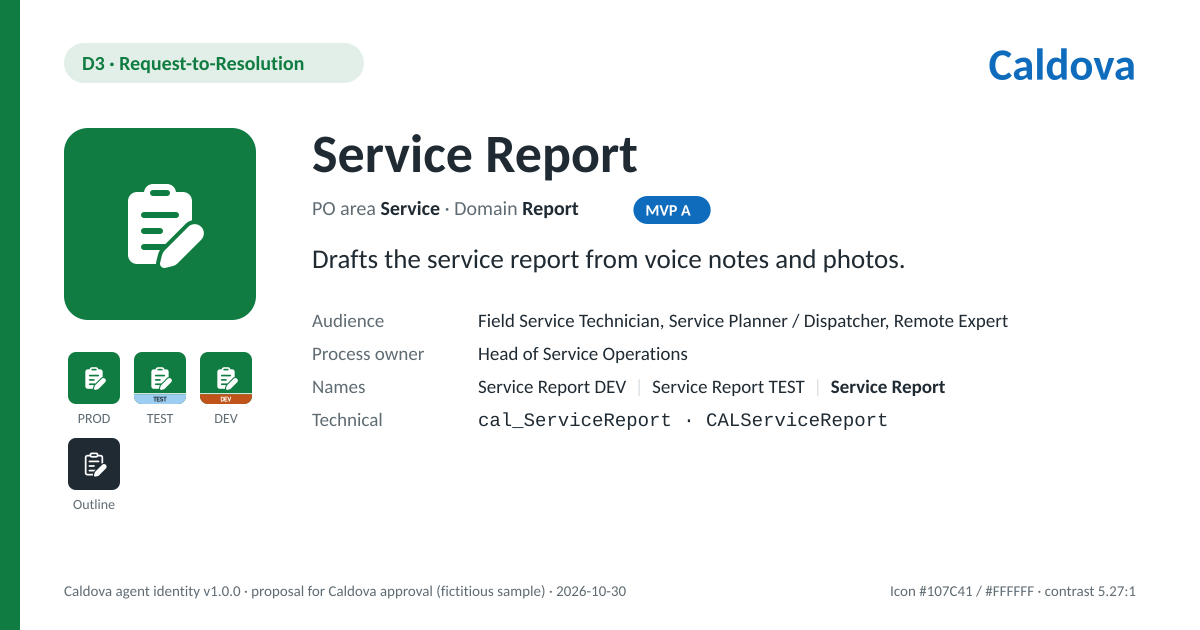 D3 · Request-to-Resolution
Caldova
Service Report
PO area Service · Domain Report
MVP A
Drafts the service report from voice notes and photos.
Audience Field Service Technician, Service Planner / Dispatcher, Remote Expert
Process owner Head of Service Operations
Names Service Report DEV | Service Report TEST | Service Report
Technical cal_ServiceReport · CALServiceReport
TEST DEV
PROD TEST DEV
Outline
Caldova agent identity v1.0.0 · proposal for Caldova approval (fictitious sample) · 2026-10-30
Icon #107C41 / #FFFFFF · contrast 5.27:1